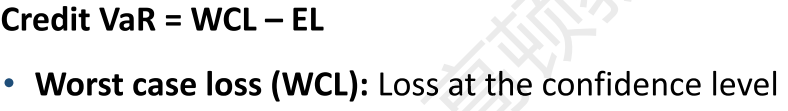 Credit VaR = WCL – EL
• Worst case loss (WCL): Loss at the confidence level